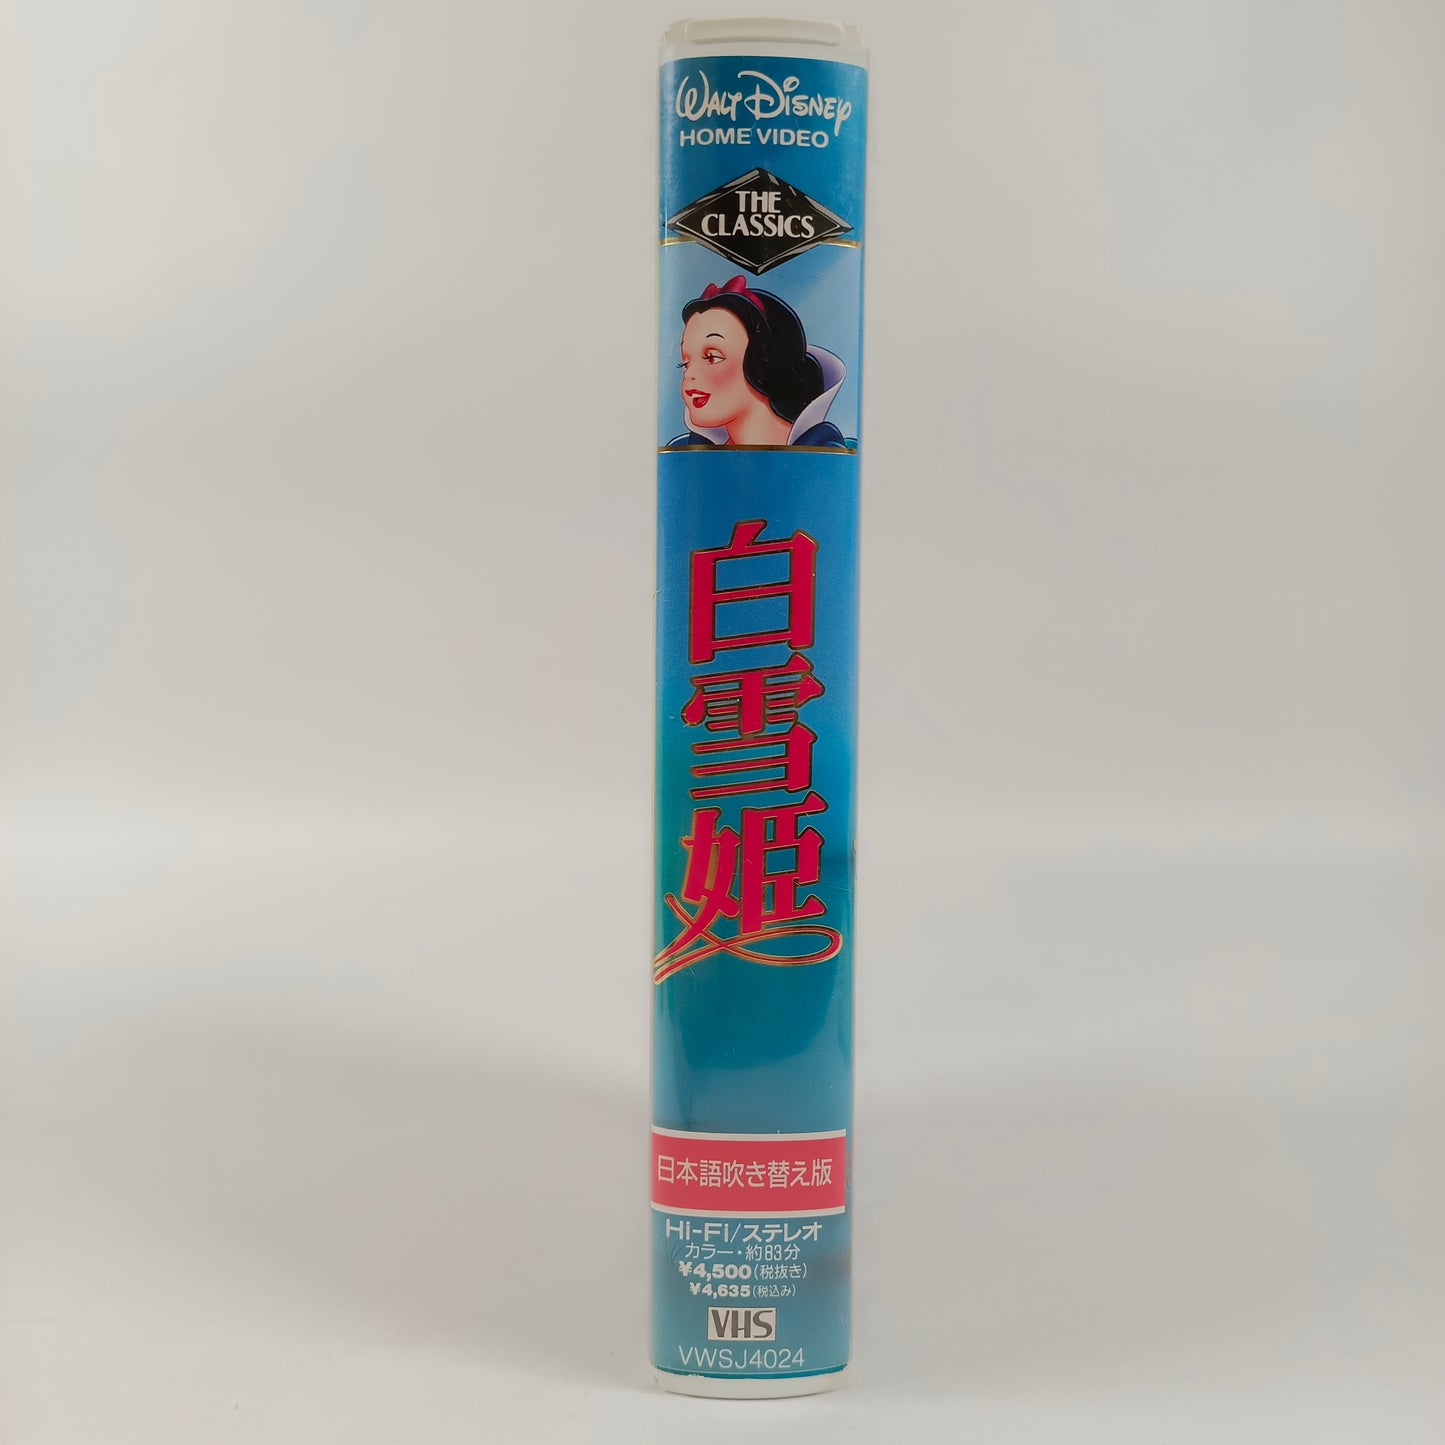 WALT DISNEY
HOME VIDEO
THE
CLASSICS
白雪姫
日本語吹き替え版
Hi-Fi/ステレオ
カラー・約83分
¥4,500(税抜き)
¥4,635(税込み)
VHS
VWSJ4024